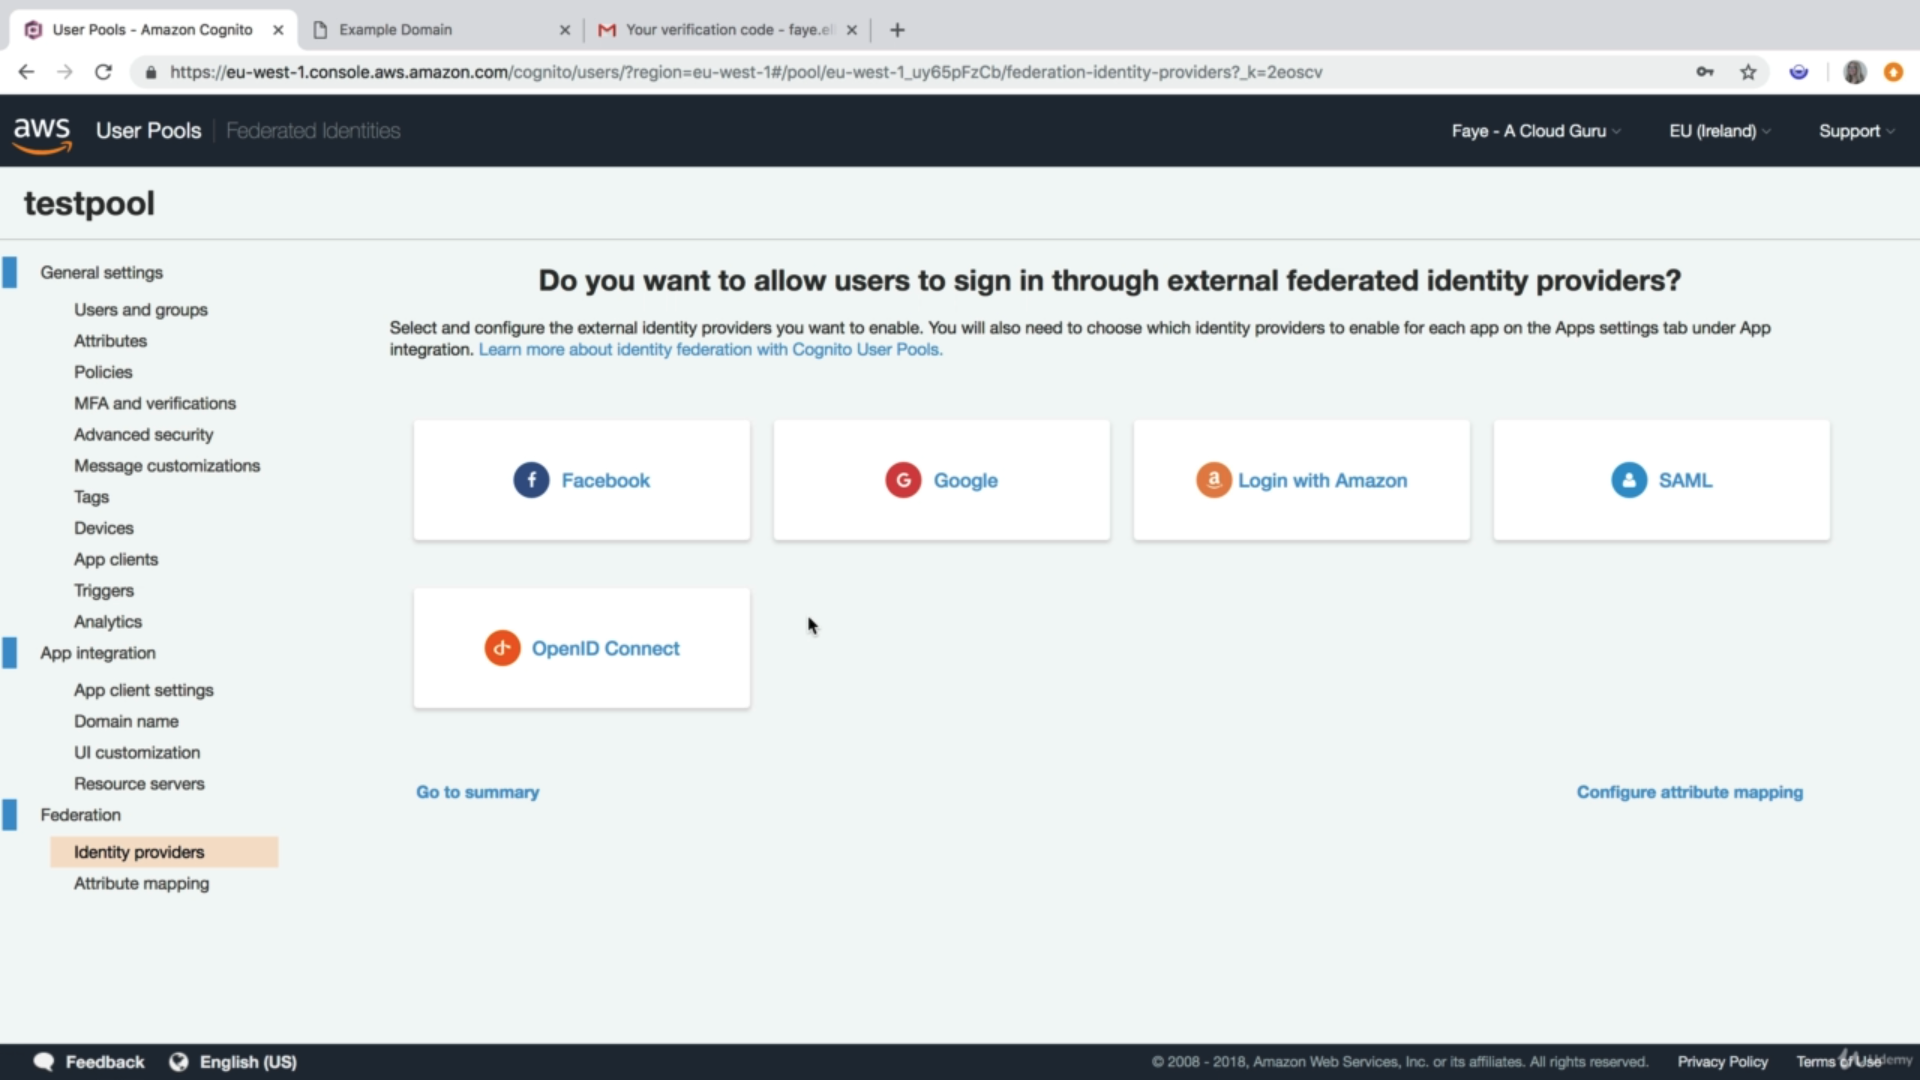 User Pools - Amazon Cognito
Example Domain
Your verification code - faye.el
https://eu-west-1.console.aws.amazon.com/cognito/users/?region=eu-west-1#/pool/eu-west-1_uy65pFzCb/federation-identity-providers?_k=2eoscv
aws User Pools Federated Identities Faye - A Cloud Guru EU (Ireland) Support
testpool
General settings
Users and groups
Attributes
Policies
MFA and verifications
Advanced security
Message customizations
Tags
Devices
App clients
Triggers
Analytics
App integration
App client settings
Domain name
UI customization
Resource servers
Federation
Identity providers
Attribute mapping
Do you want to allow users to sign in through external federated identity providers?
Select and configure the external identity providers you want to enable. You will also need to choose which identity providers to enable for each app on the Apps settings tab under App
integration. Learn more about identity federation with Cognito User Pools.
f Facebook
G Google
a Login with Amazon
SAML
OpenID Connect
Go to summary
Configure attribute mapping
Feedback English (US)
© 2008 - 2018, Amazon Web Services, Inc. or its affiliates. All rights reserved. Privacy Policy Terms of Use